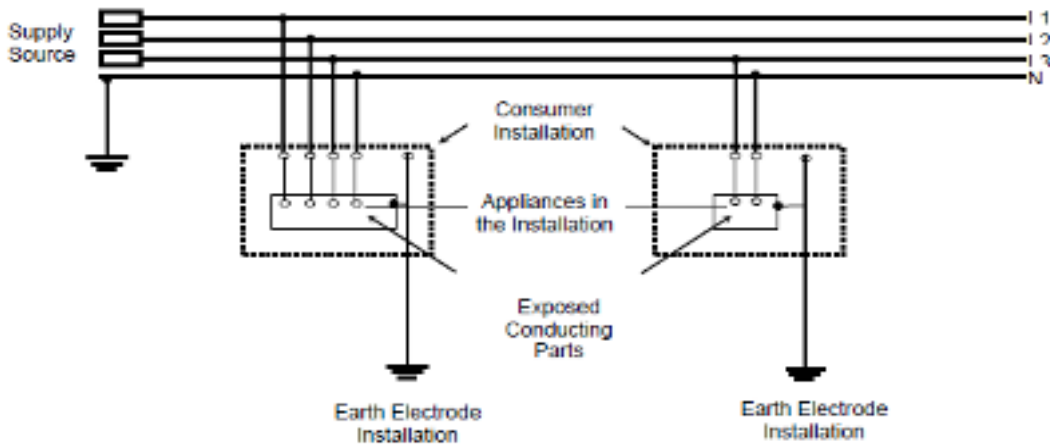 Supply
Source
L1
L2
L3
N
Consumer
Installation
Appliances in
the Installation
Exposed
Conducting
Parts
Earth Electrode
Installation
Earth Electrode
Installation